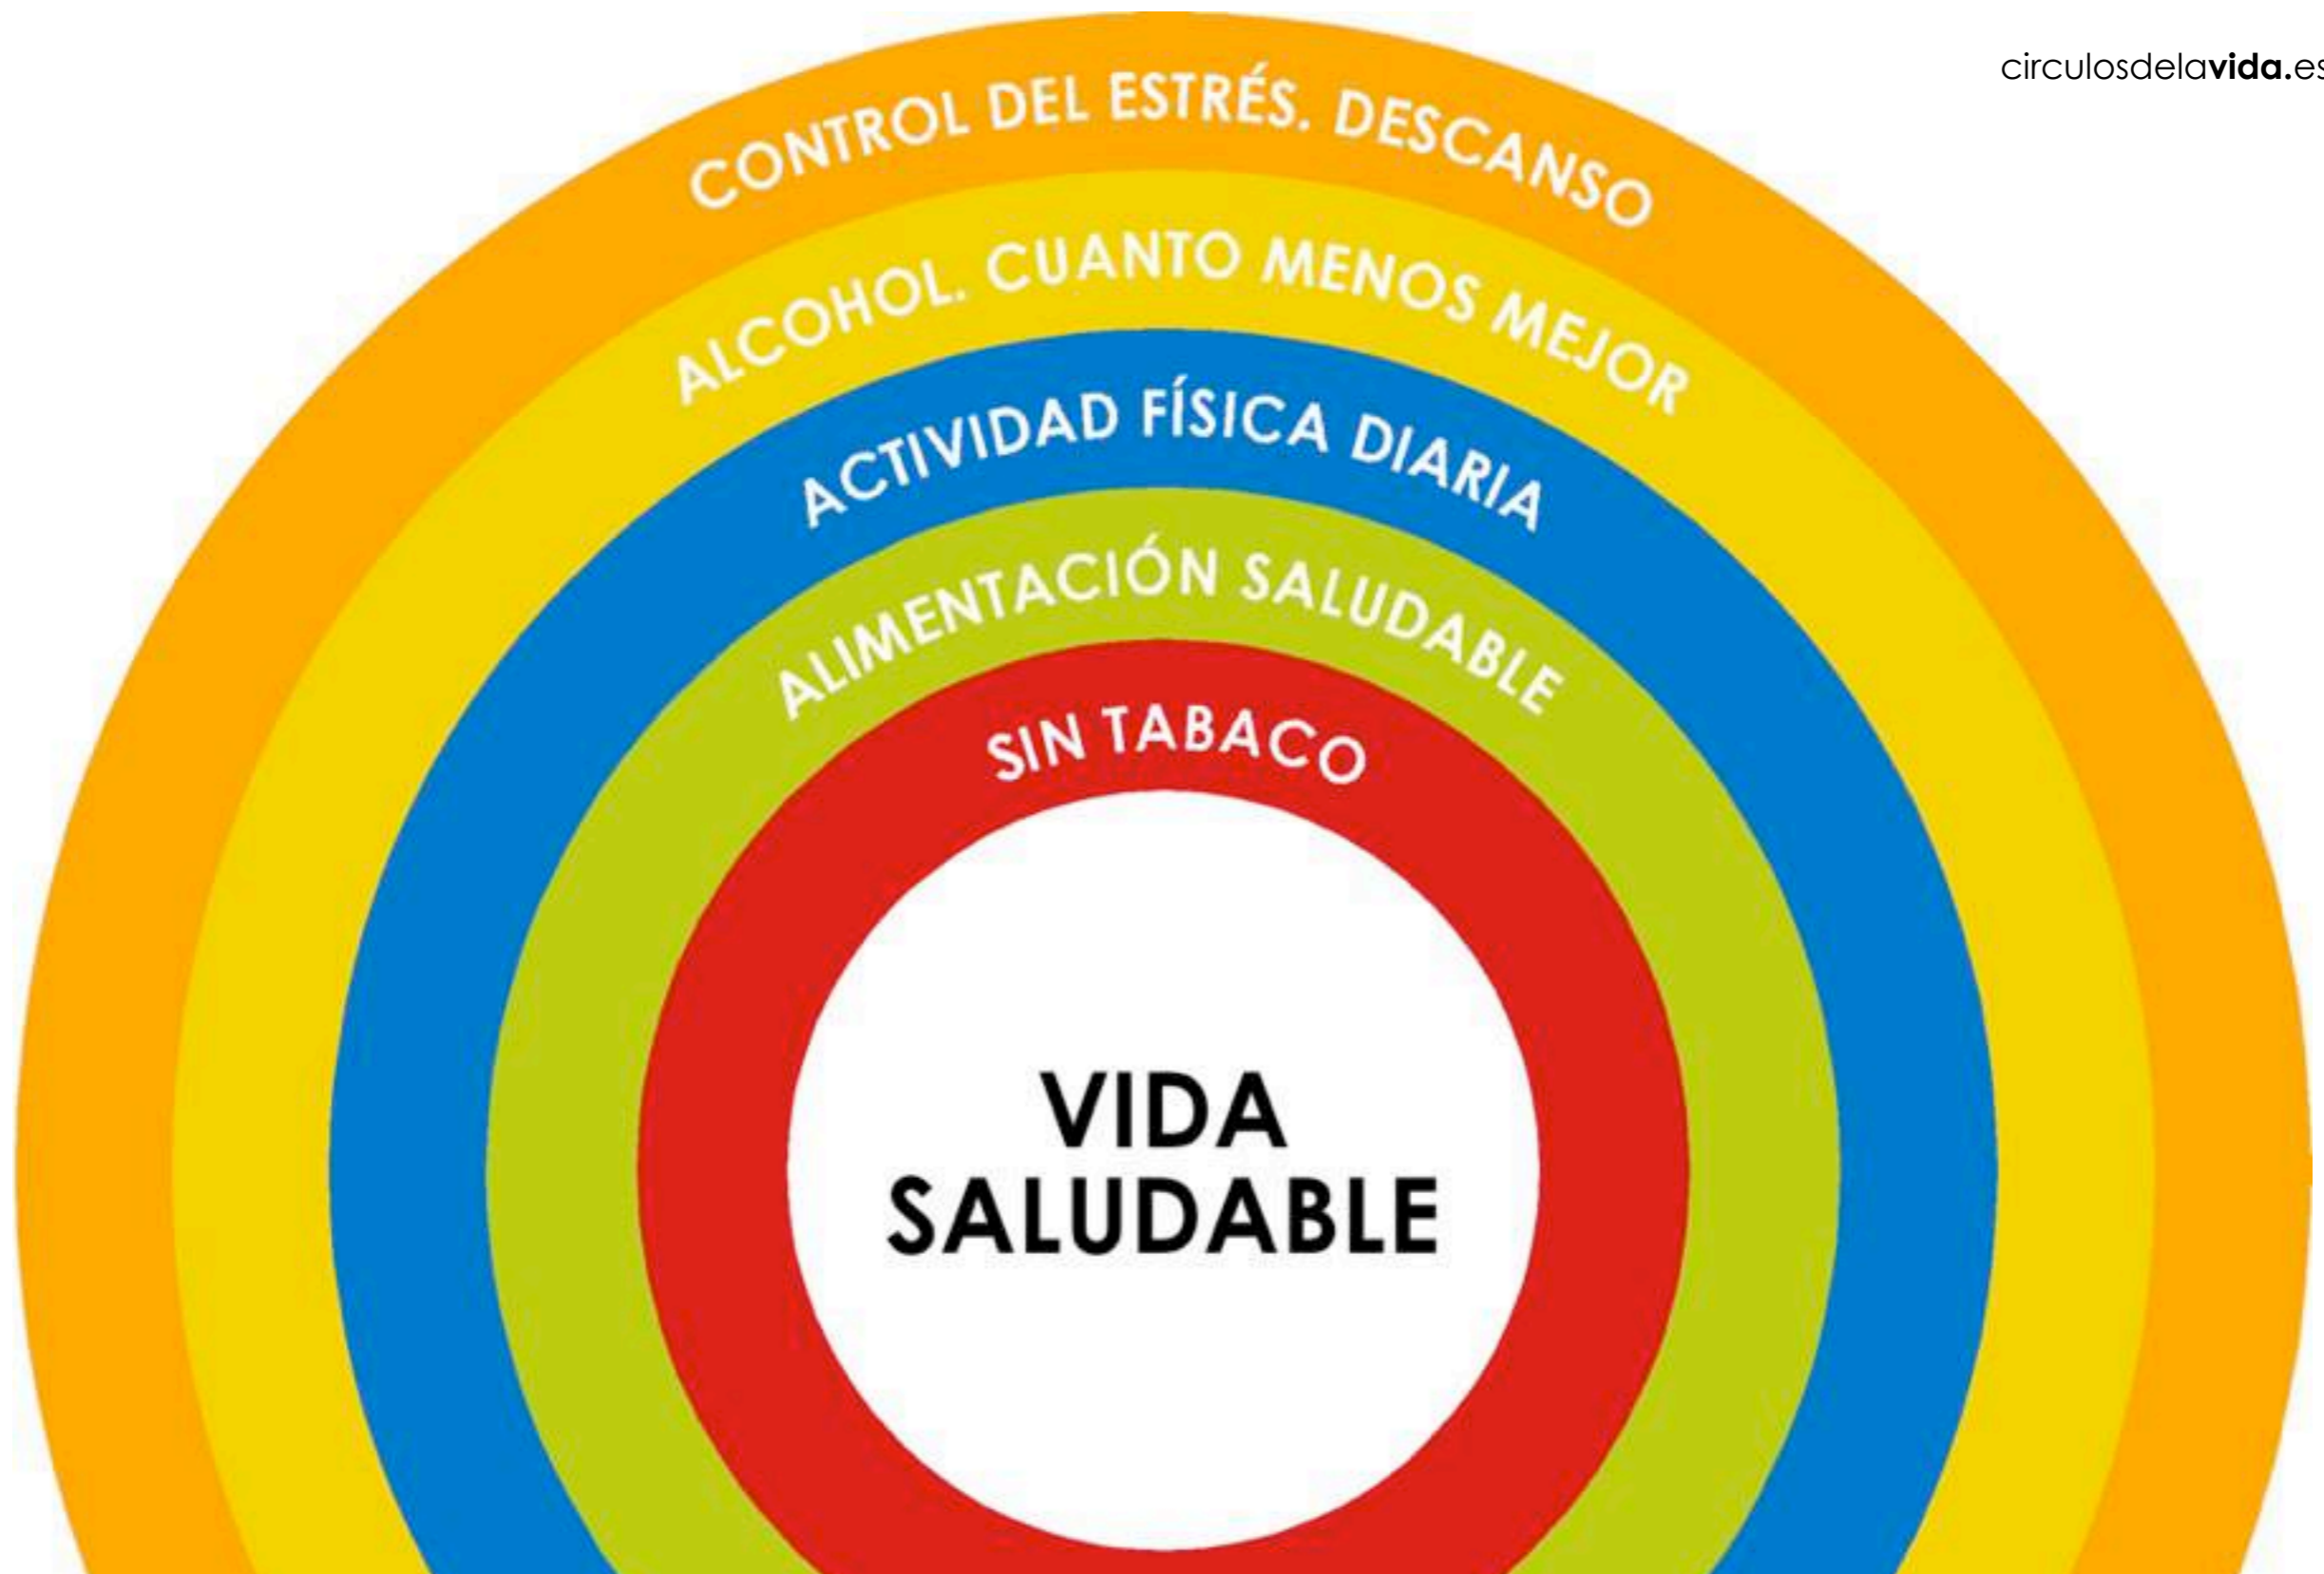 circulosdelavida.es
CONTROL DEL ESTRÉS. DESCANSO
ALCOHOL. CUANTO MENOS MEJOR
ACTIVIDAD FÍSICA DIARIA
ALIMENTACIÓN SALUDABLE
SIN TABACO
VIDA
SALUDABLE